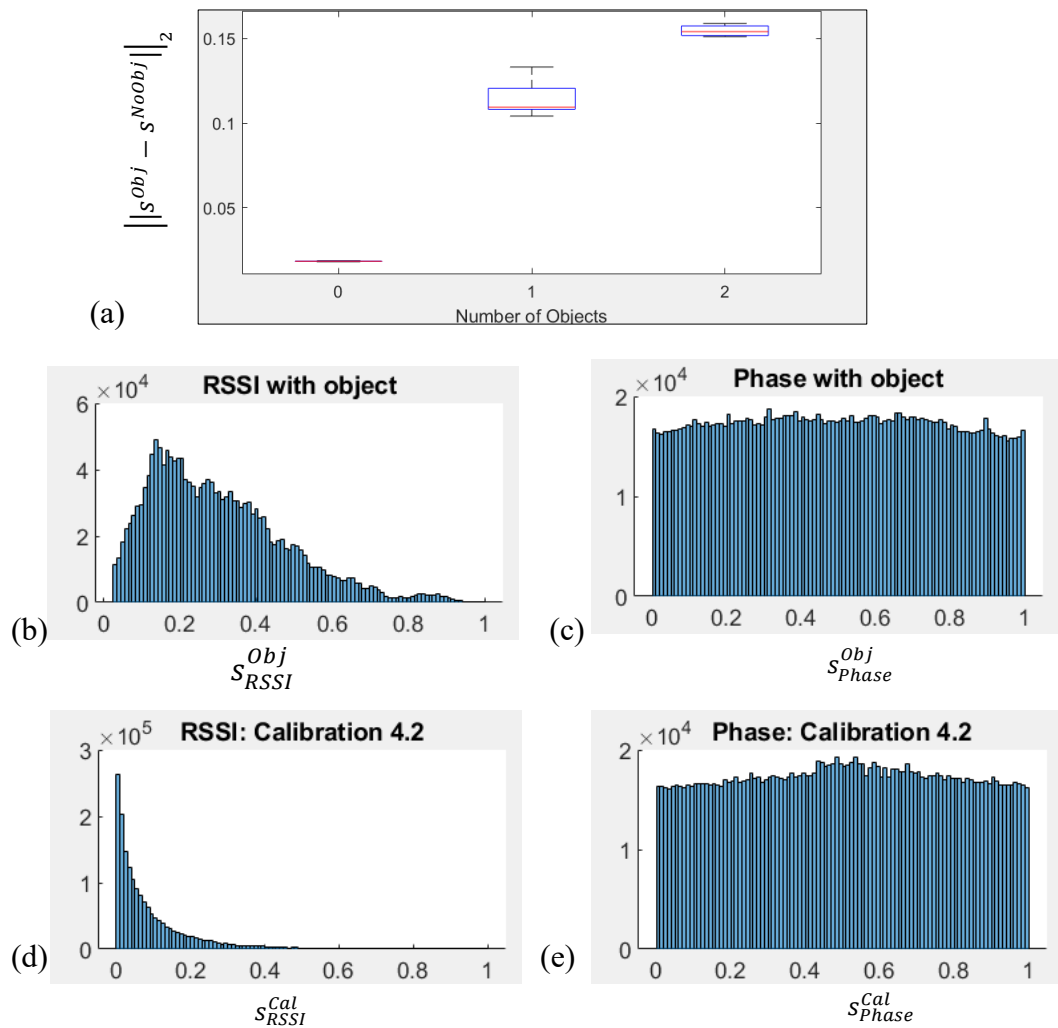 ‖s^{Obj} − s^{NoObj}‖_2
0.15
0.1
0.05
0 1 2
Number of Objects
(a)
×10^4 RSSI with object
6
4
2
0
0 0.2 0.4 0.6 0.8 1
(b)
s_{RSSI}^{Obj}
×10^4 Phase with object
2
1
0
0 0.2 0.4 0.6 0.8 1
(c)
s_{Phase}^{Obj}
×10^5 RSSI: Calibration 4.2
3
2
1
0
0 0.2 0.4 0.6 0.8 1
(d)
s_{RSSI}^{Cal}
×10^4 Phase: Calibration 4.2
2
1
0
0 0.2 0.4 0.6 0.8 1
(e)
s_{Phase}^{Cal}